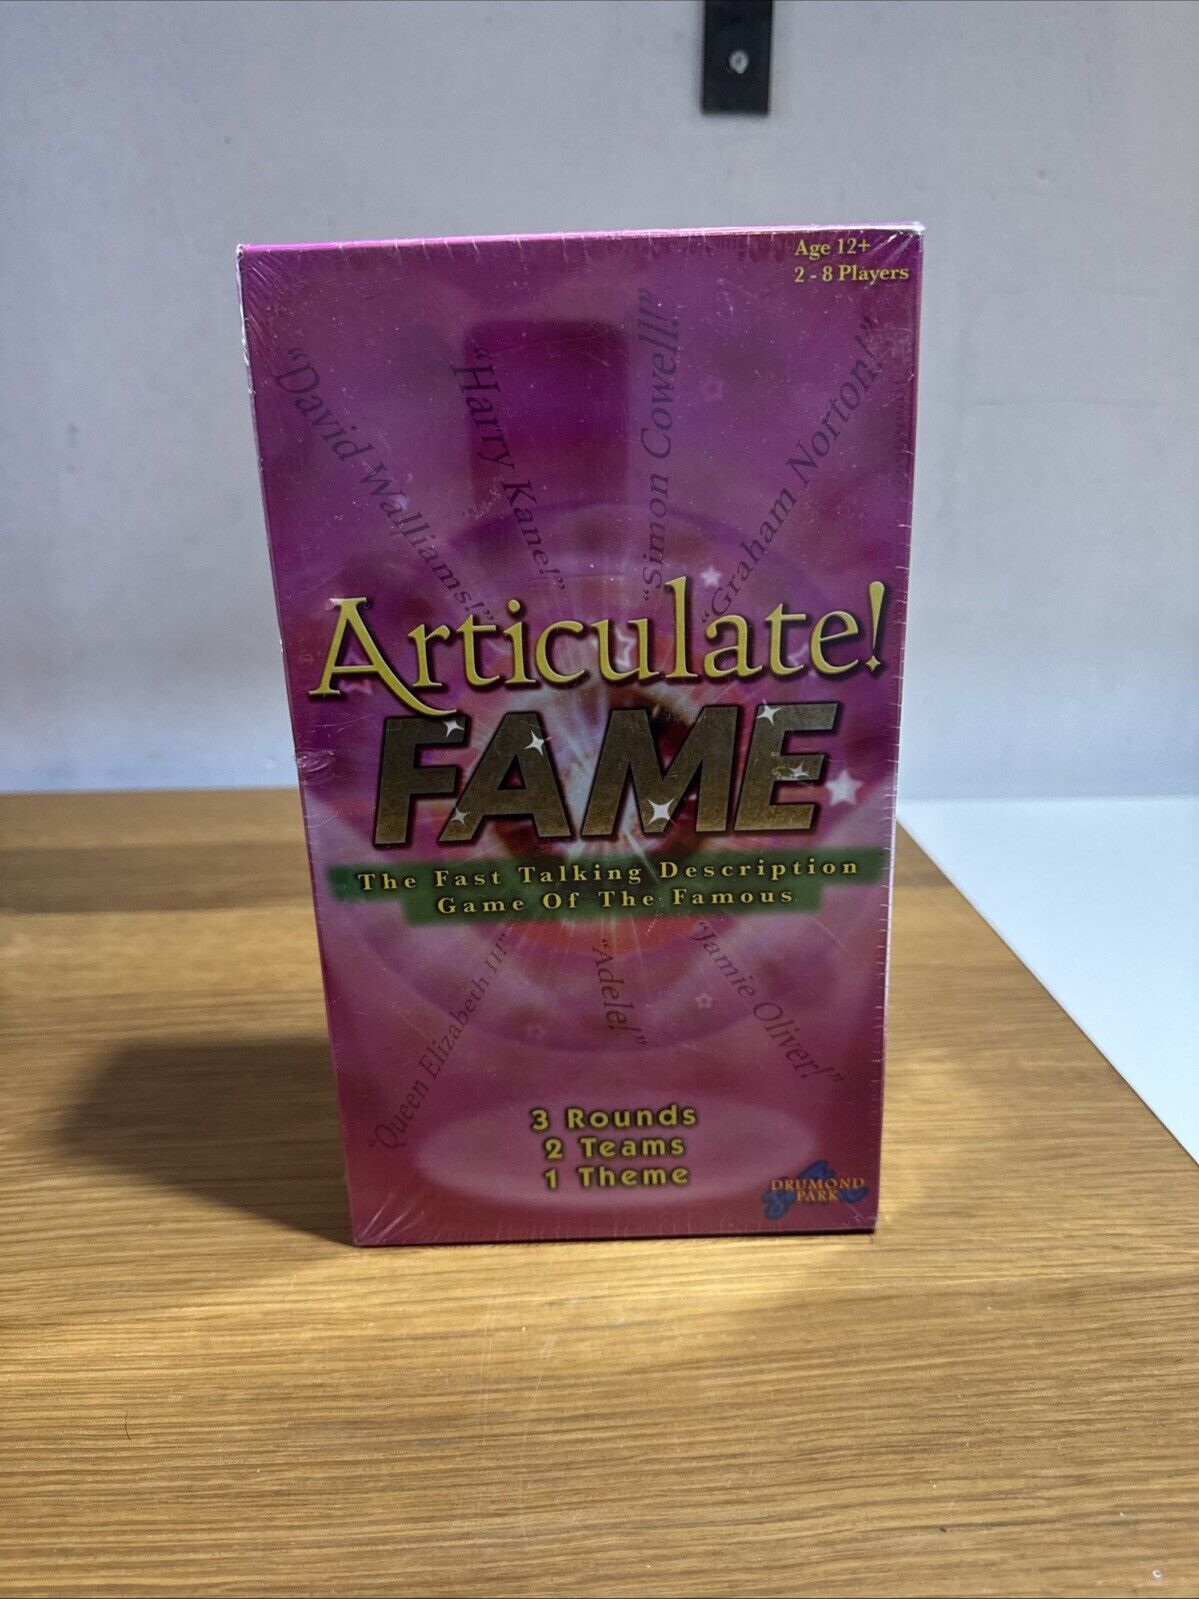 Age 12+
2 - 8 Players
"David Walliams!"
"Harry Kane!"
"Simon Cowell!"
"Graham Norton!"
Articulate!
FAME
The Fast Talking Description
Game Of The Famous
"Queen Elizabeth II!"
"Adele!"
"Jamie Oliver!"
3 Rounds
2 Teams
1 Theme
DRUMOND
PARK